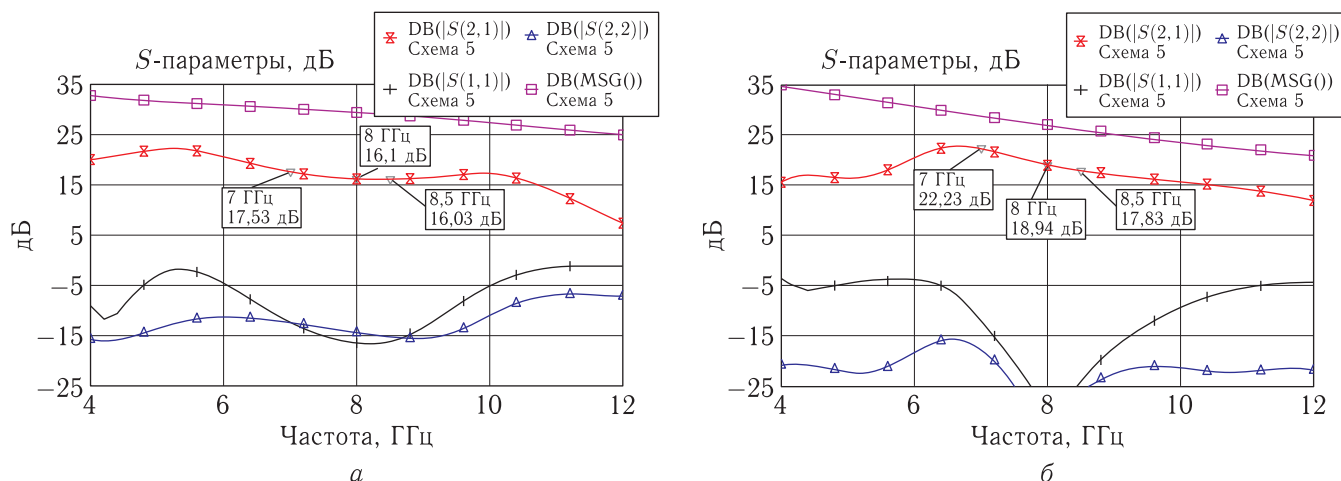 DB(|S(2,1)|) DB(|S(2,2)|)
Схема 5 Схема 5
DB(|S(1,1)|) DB(MSG())
Схема 5 Схема 5
S-параметры, дБ
35
25
15
5
−5
−15
−25
дБ
8 ГГц
16,1 дБ
7 ГГц
17,53 дБ
8,5 ГГц
16,03 дБ
4 6 8 10 12
Частота, ГГц
а
DB(|S(2,1)|) DB(|S(2,2)|)
Схема 5 Схема 5
DB(|S(1,1)|) DB(MSG())
Схема 5 Схема 5
S-параметры, дБ
35
25
15
5
−5
−15
−25
дБ
7 ГГц
22,23 дБ
8 ГГц
18,94 дБ
8,5 ГГц
17,83 дБ
4 6 8 10 12
Частота, ГГц
б